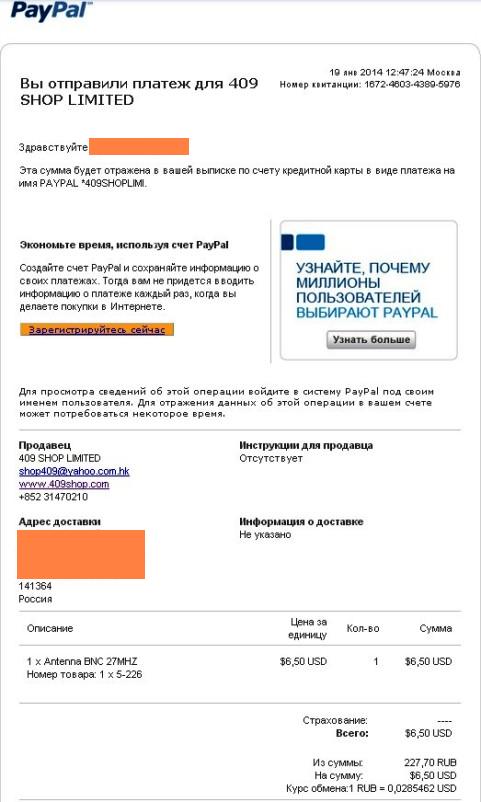 PayPal™
19 янв 2014 12:47:24 Москва
Номер квитанции: 1672-4603-4389-5976
Вы отправили платеж для 409
SHOP LIMITED
Здравствуйте
Эта сумма будет отражена в вашей выписке по счету кредитной карты в виде платежа на
имя PAYPAL *409SHOPLIMI.
Экономьте время, используя счет PayPal
Создайте счет PayPal и сохраняйте информацию о
своих платежах. Тогда вам не придется вводить
информацию о платеже каждый раз, когда вы
делаете покупки в Интернете.
Зарегистрируйтесь сейчас
УЗНАЙТЕ, ПОЧЕМУ
МИЛЛИОНЫ
ПОЛЬЗОВАТЕЛЕЙ
ВЫБИРАЮТ PAYPAL
Узнать больше
Для просмотра сведений об этой операции войдите в систему PayPal под своим
именем пользователя. Для отражения данных об этой операции в вашем счете
может потребоваться некоторое время.
Продавец
409 SHOP LIMITED
shop409@yahoo.com.hk
www.409shop.com
+852 31470210
Инструкции для продавца
Отсутствует
Адрес доставки
141364
Россия
Информация о доставке
Не указано
Описание Цена за единицу Кол-во Сумма
1 x Antenna BNC 27MHZ $6,50 USD 1 $6,50 USD
Номер товара: 1 x 5-226
Страхование: ----
Всего: $6,50 USD
Из суммы: 227,70 RUB
На сумму: $6,50 USD
Курс обмена:1 RUB = 0,0285462 USD